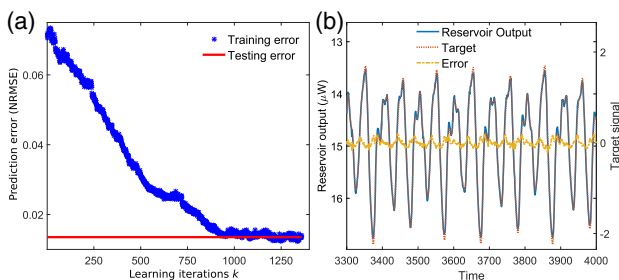 (a)
Training error
Testing error
Prediction error (NRMSE)
0.06
0.04
0.02
250
500
750
1000
1250
Learning iterations k
(b)
Reservoir Output
Target
Error
Reservoir output (μW)
13
14
15
16
Target signal
2
0
-2
3300
3400
3500
3600
3700
3800
3900
4000
Time